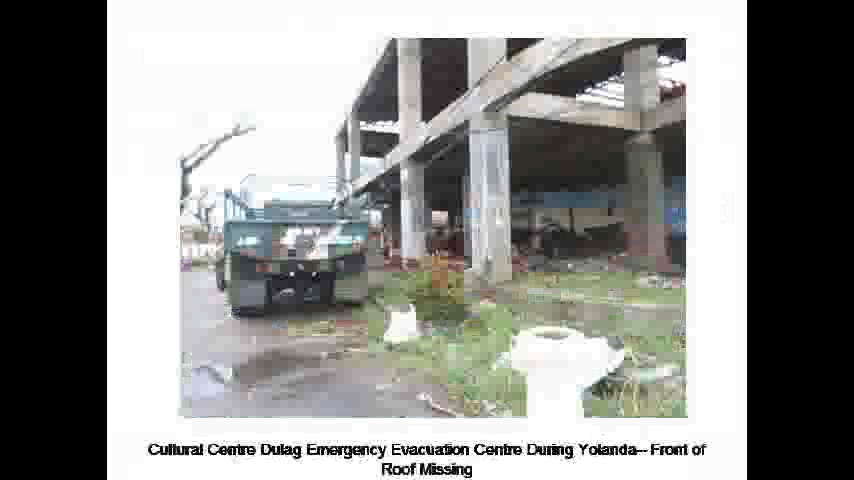 Cultural Centre Dulag Emergency Evacuation Centre During Yolanda-- Front of
Roof Missing